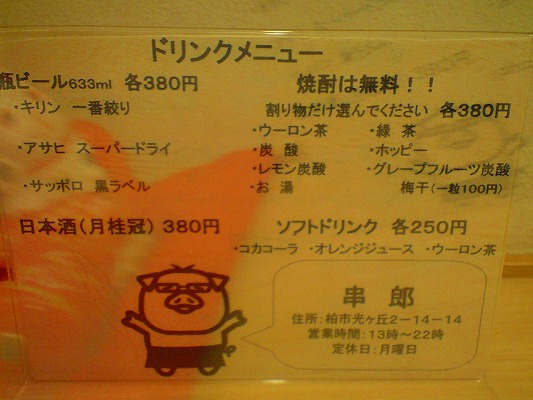 ドリンクメニュー
瓶ビール633ml 各380円
・キリン 一番絞り
・アサヒ スーパードライ
・サッポロ 黒ラベル
日本酒(月桂冠) 380円
焼酎は無料!!
割り物だけ選んでください 各380円
・ウーロン茶 ・緑 茶
・炭 酸 ・ホッピー
・レモン炭酸 ・グレープフルーツ炭酸
・お 湯 梅干(一粒100円)
ソフトドリンク 各250円
・コカコーラ ・オレンジジュース ・ウーロン茶
串 郎
住所:柏市光ヶ丘2-14-14
営業時間:13時~22時
定休日:月曜日